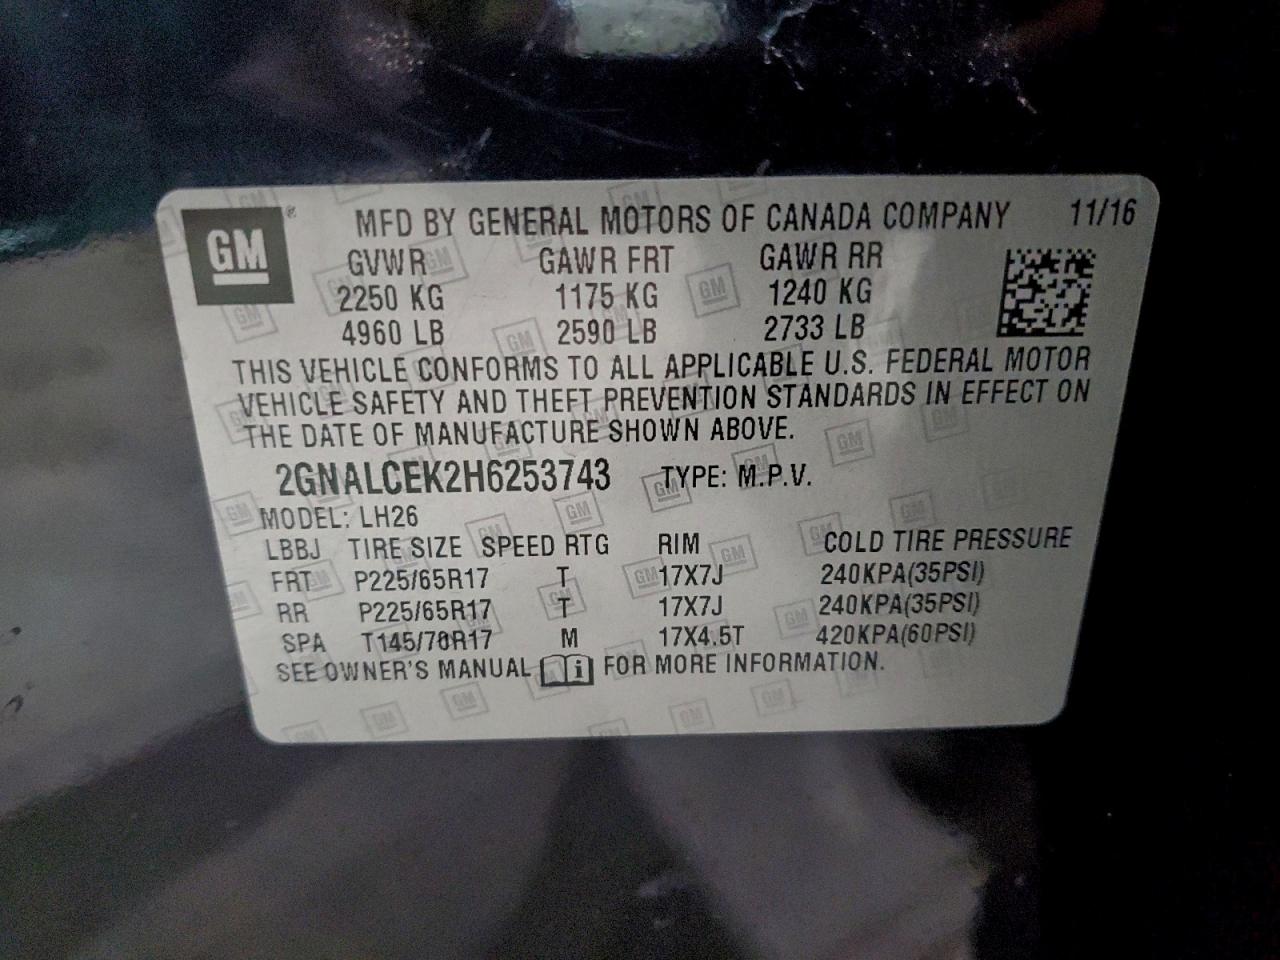 GM ® MFD BY GENERAL MOTORS OF CANADA COMPANY 11/16
GVWR GAWR FRT GAWR RR
2250 KG 1175 KG 1240 KG
4960 LB 2590 LB 2733 LB
THIS VEHICLE CONFORMS TO ALL APPLICABLE U.S. FEDERAL MOTOR
VEHICLE SAFETY AND THEFT PREVENTION STANDARDS IN EFFECT ON
THE DATE OF MANUFACTURE SHOWN ABOVE.
2GNALCEK2H6253743 TYPE: M.P.V.
MODEL: LH26
LBBJ TIRE SIZE SPEED RTG RIM COLD TIRE PRESSURE
FRT P225/65R17 T 17X7J 240KPA(35PSI)
RR P225/65R17 T 17X7J 240KPA(35PSI)
SPA T145/70R17 M 17X4.5T 420KPA(60PSI)
SEE OWNER'S MANUAL i FOR MORE INFORMATION.